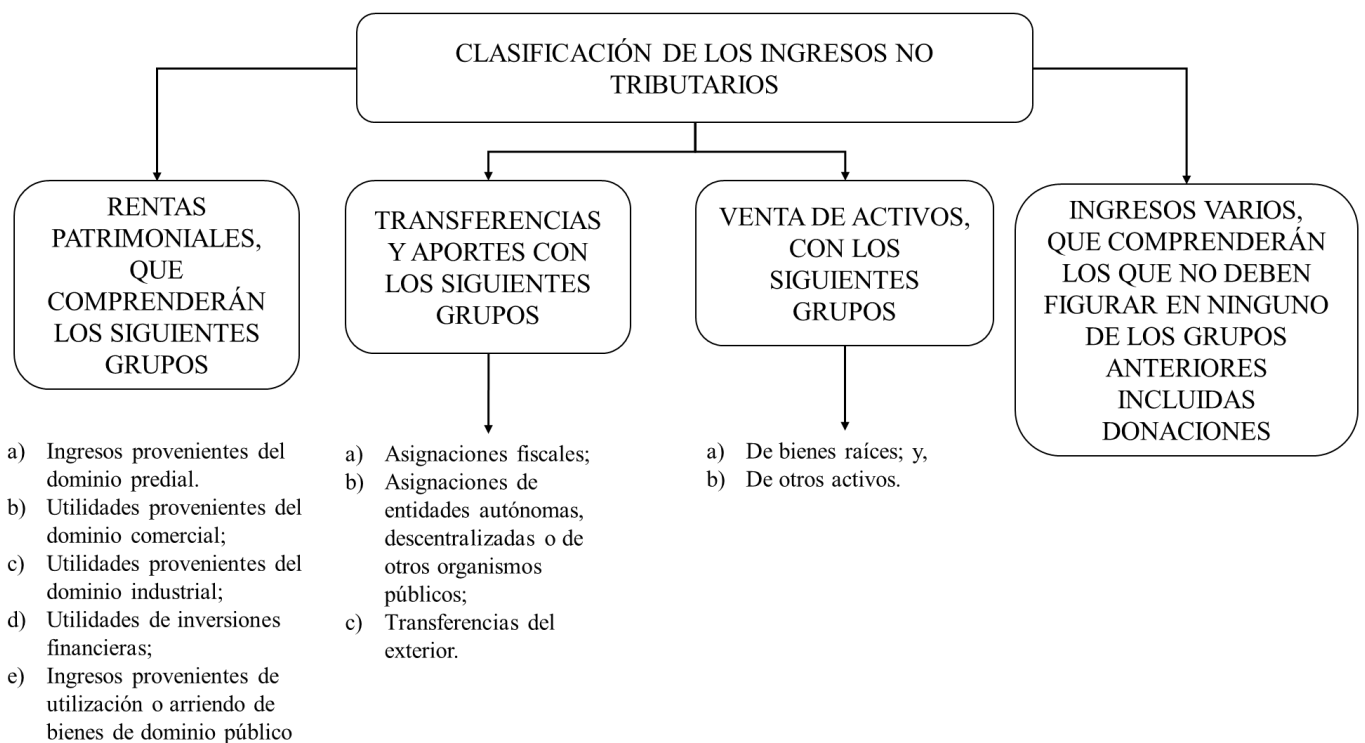 CLASIFICACIÓN DE LOS INGRESOS NO
TRIBUTARIOS
RENTAS
PATRIMONIALES,
QUE
COMPRENDERÁN
LOS SIGUIENTES
GRUPOS
a) Ingresos provenientes del
dominio predial.
b) Utilidades provenientes del
dominio comercial;
c) Utilidades provenientes del
dominio industrial;
d) Utilidades de inversiones
financieras;
e) Ingresos provenientes de
utilización o arriendo de
bienes de dominio público
TRANSFERENCIAS
Y APORTES CON
LOS SIGUIENTES
GRUPOS
a) Asignaciones fiscales;
b) Asignaciones de
entidades autónomas,
descentralizadas o de
otros organismos
públicos;
c) Transferencias del
exterior.
VENTA DE ACTIVOS,
CON LOS
SIGUIENTES
GRUPOS
a) De bienes raíces; y,
b) De otros activos.
INGRESOS VARIOS,
QUE COMPRENDERÁN
LOS QUE NO DEBEN
FIGURAR EN NINGUNO
DE LOS GRUPOS
ANTERIORES
INCLUIDAS
DONACIONES